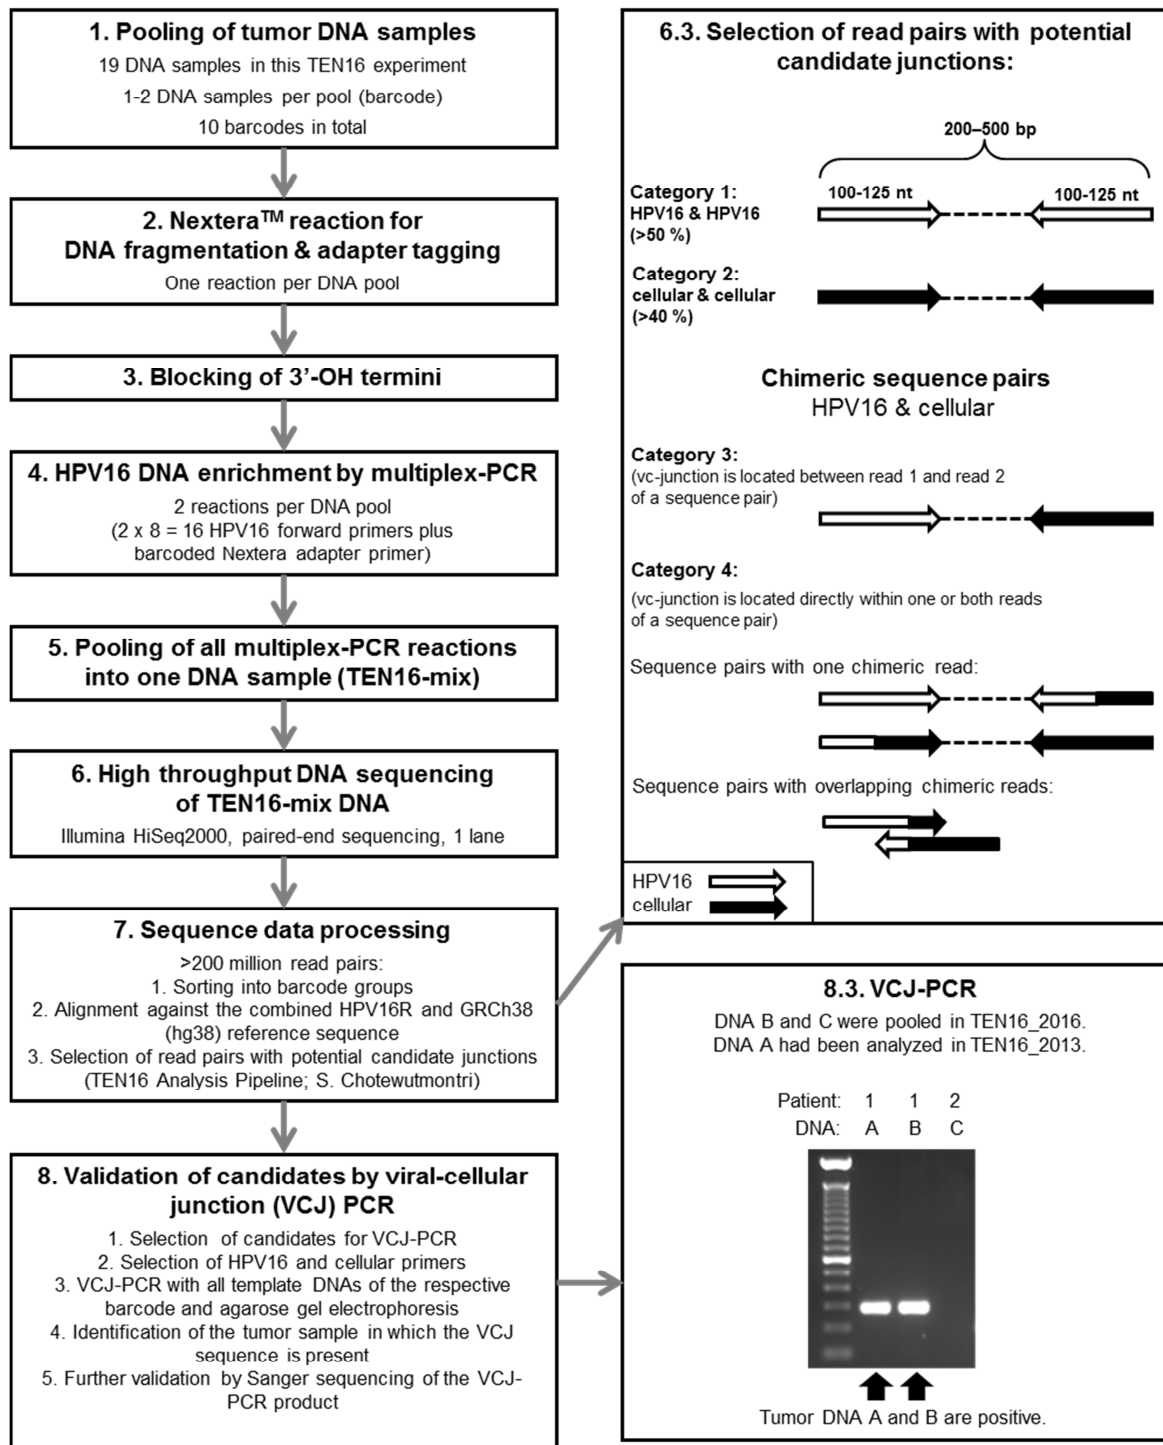 1. Pooling of tumor DNA samples
19 DNA samples in this TEN16 experiment
1-2 DNA samples per pool (barcode)
10 barcodes in total
2. Nextera™ reaction for
DNA fragmentation & adapter tagging
One reaction per DNA pool
3. Blocking of 3’-OH termini
4. HPV16 DNA enrichment by multiplex-PCR
2 reactions per DNA pool
(2 x 8 = 16 HPV16 forward primers plus
barcoded Nextera adapter primer)
5. Pooling of all multiplex-PCR reactions
into one DNA sample (TEN16-mix)
6. High throughput DNA sequencing
of TEN16-mix DNA
Illumina HiSeq2000, paired-end sequencing, 1 lane
7. Sequence data processing
>200 million read pairs:
1. Sorting into barcode groups
2. Alignment against the combined HPV16R and GRCh38
(hg38) reference sequence
3. Selection of read pairs with potential candidate junctions
(TEN16 Analysis Pipeline; S. Chotewutmontri)
8. Validation of candidates by viral-cellular
junction (VCJ) PCR
1. Selection of candidates for VCJ-PCR
2. Selection of HPV16 and cellular primers
3. VCJ-PCR with all template DNAs of the respective
barcode and agarose gel electrophoresis
4. Identification of the tumor sample in which the VCJ
sequence is present
5. Further validation by Sanger sequencing of the VCJ-
PCR product
6.3. Selection of read pairs with potential
candidate junctions:
200–500 bp
Category 1:
HPV16 & HPV16
(>50 %)
100-125 nt
100-125 nt
Category 2:
cellular & cellular
(>40 %)
Chimeric sequence pairs
HPV16 & cellular
Category 3:
(vc-junction is located between read 1 and read 2
of a sequence pair)
Category 4:
(vc-junction is located directly within one or both reads
of a sequence pair)
Sequence pairs with one chimeric read:
Sequence pairs with overlapping chimeric reads:
HPV16
cellular
8.3. VCJ-PCR
DNA B and C were pooled in TEN16_2016.
DNA A had been analyzed in TEN16_2013.
Patient: 1 1 2
DNA: A B C
Tumor DNA A and B are positive.